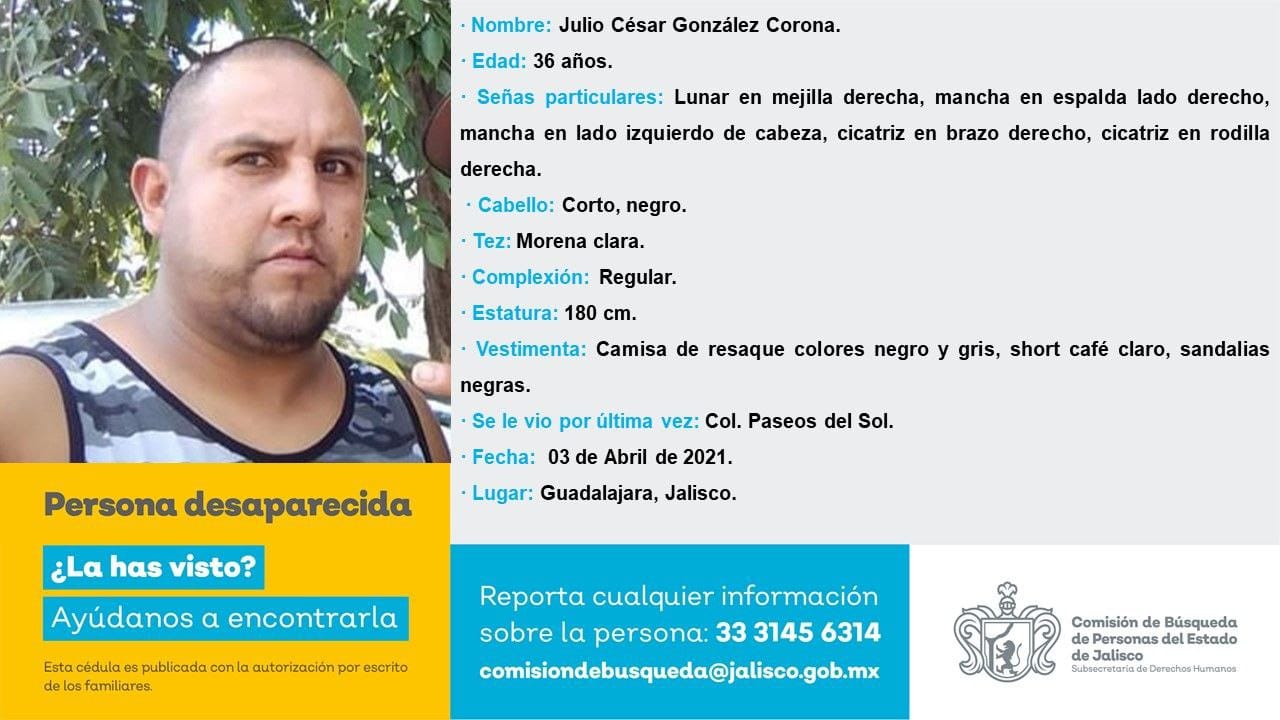 · Nombre: Julio César González Corona.
· Edad: 36 años.
· Señas particulares: Lunar en mejilla derecha, mancha en espalda lado derecho,
mancha en lado izquierdo de cabeza, cicatriz en brazo derecho, cicatriz en rodilla
derecha.
· Cabello: Corto, negro.
· Tez: Morena clara.
· Complexión: Regular.
· Estatura: 180 cm.
· Vestimenta: Camisa de resaque colores negro y gris, short café claro, sandalias
negras.
· Se le vio por última vez: Col. Paseos del Sol.
· Fecha: 03 de Abril de 2021.
· Lugar: Guadalajara, Jalisco.
Persona desaparecida
¿La has visto?
Ayúdanos a encontrarla
Esta cédula es publicada con la autorización por escrito
de los familiares.
Reporta cualquier información
sobre la persona: 33 3145 6314
comisiondebusqueda@jalisco.gob.mx
Comisión de Búsqueda
de Personas del Estado
de Jalisco
Subsecretaría de Derechos Humanos